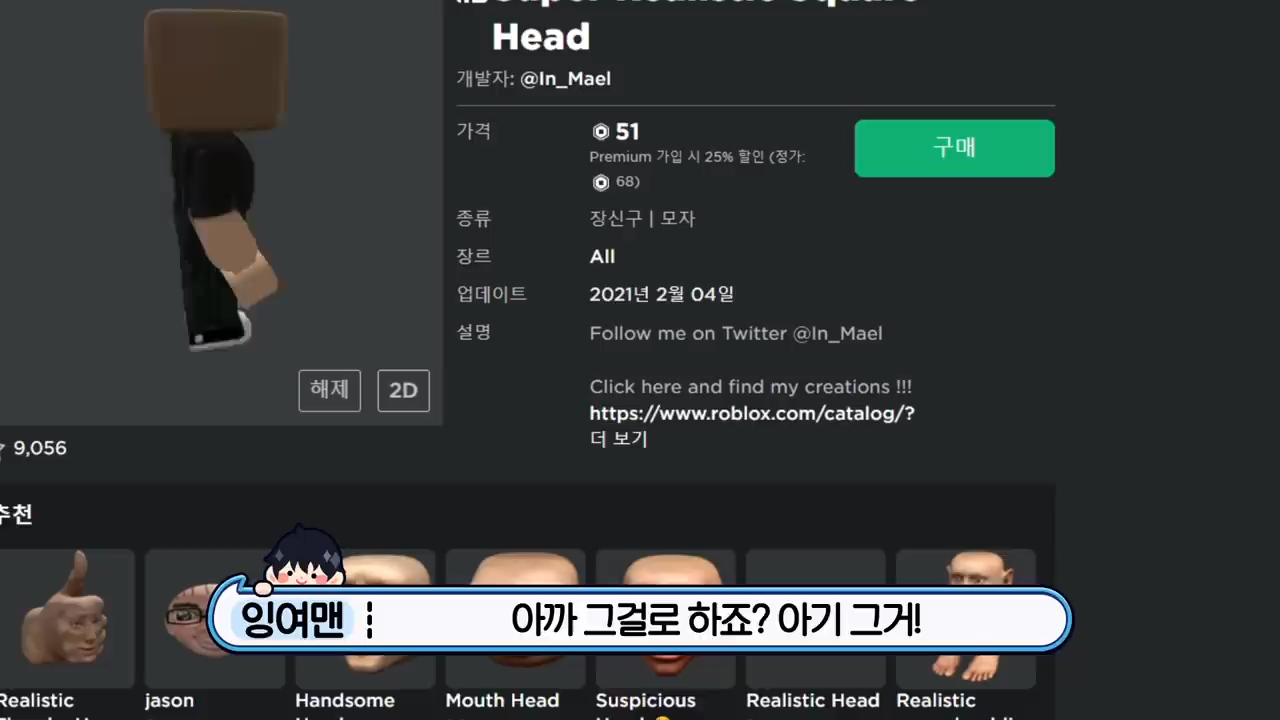 Super Realistic Square
Head
개발자: @In_Mael
가격
51
구매
Premium 가입 시 25% 할인 (정가:
68)
종류
장신구 | 모자
장르
All
업데이트
2021년 2월 04일
설명
Follow me on Twitter @In_Mael
Click here and find my creations !!!
https://www.roblox.com/catalog/?
더 보기
해제
2D
9,056
추천
잉여맨
아까 그걸로 하죠? 아기 그거!
Realistic
jason
Handsome
Mouth Head
Suspicious
Realistic Head
Realistic